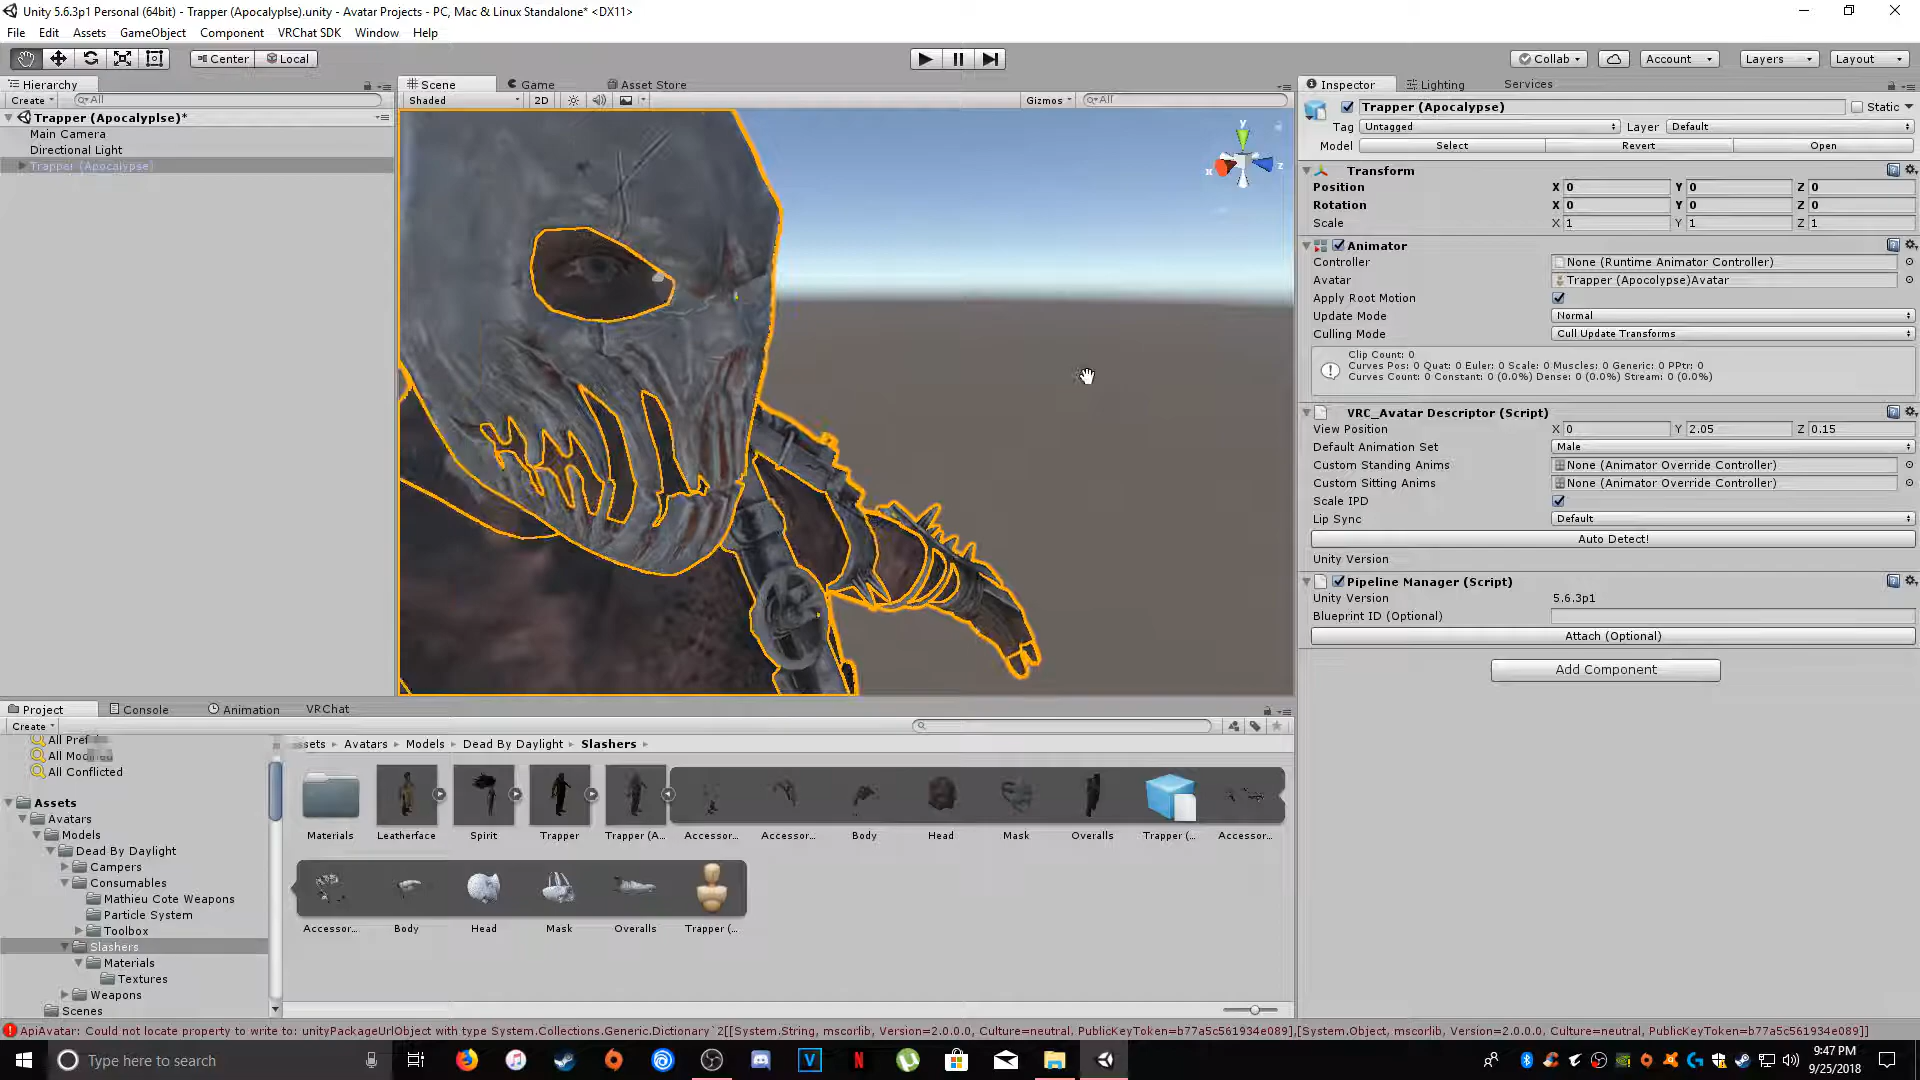 Unity 5.6.3p1 Personal (64bit) - Trapper (Apocalyplse).unity - Avatar Projects - PC, Mac & Linux Standalone* <DX11>
File Edit Assets GameObject Component VRChat SDK Window Help
Center Local Collab Account Layers Layout
Hierarchy
Create All
Trapper (Apocalyplse)*
Main Camera
Directional Light
Trapper (Apocalypse)
Scene Game Asset Store
Shaded 2D Gizmos All
y
x
z
Inspector Lighting Services
Trapper (Apocalypse) Static
Tag Untagged Layer Default
Model Select Revert Open
Transform
Position X 0 Y 0 Z 0
Rotation X 0 Y 0 Z 0
Scale X 1 Y 1 Z 1
Animator
Controller None (Runtime Animator Controller)
Avatar Trapper (Apocolypse)Avatar
Apply Root Motion
Update Mode Normal
Culling Mode Cull Update Transforms
Clip Count: 0
Curves Pos: 0 Quat: 0 Euler: 0 Scale: 0 Muscles: 0 Generic: 0 PPtr: 0
Curves Count: 0 Constant: 0 (0.0%) Dense: 0 (0.0%) Stream: 0 (0.0%)
VRC_Avatar Descriptor (Script)
View Position X 0 Y 2.05 Z 0.15
Default Animation Set Male
Custom Standing Anims None (Animator Override Controller)
Custom Sitting Anims None (Animator Override Controller)
Scale IPD
Lip Sync Default
Auto Detect!
Unity Version
Pipeline Manager (Script)
Unity Version 5.6.3p1
Blueprint ID (Optional)
Attach (Optional)
Add Component
Project Console Animation VRChat
Create
All Pref
All Mo
All Conflicted
Assets
Avatars
Models
Dead By Daylight
Campers
Consumables
Mathieu Cote Weapons
Particle System
Toolbox
Slashers
Materials
Textures
Weapons
Scenes
sets Avatars Models Dead By Daylight Slashers
Materials Leatherface Spirit Trapper Trapper (A... Accessor... Accessor... Body Head Mask Overalls Trapper (... Accessor...
Accessor... Body Head Mask Overalls Trapper (...
ApiAvatar: Could not locate property to write to: unityPackageUrlObject with type System.Collections.Generic.Dictionary`2[[System.String, mscorlib, Version=2.0.0.0, Culture=neutral, PublicKeyToken=b77a5c561934e089],[System.Object, mscorlib, Version=2.0.0.0, Culture=neutral, PublicKeyToken=b77a5c561934e089]]
Type here to search
9:47 PM
9/25/2018